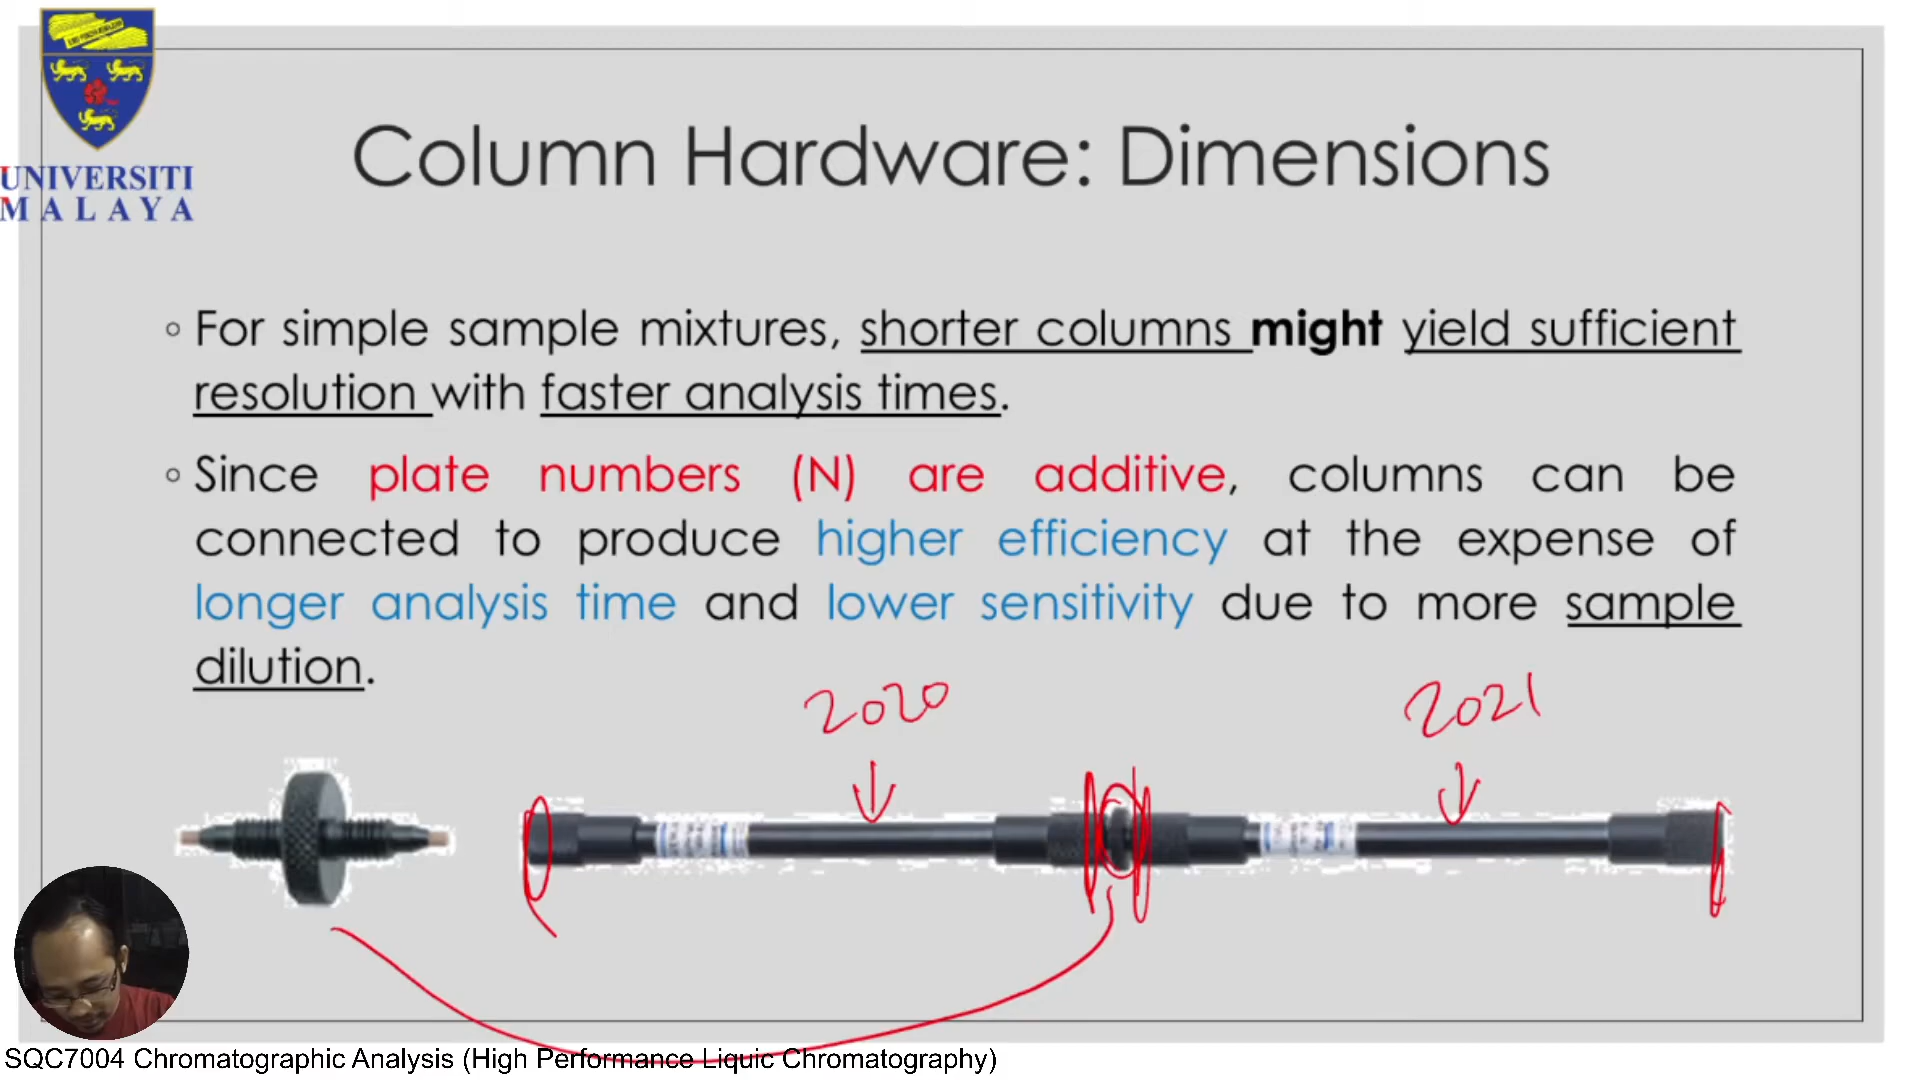 UNIVERSITI
MALAYA
Column Hardware: Dimensions
◦ For simple sample mixtures, shorter columns might yield sufficient
resolution with faster analysis times.
◦ Since plate numbers (N) are additive, columns can be
connected to produce higher efficiency at the expense of
longer analysis time and lower sensitivity due to more sample
dilution.
2020
2021
SQC7004 Chromatographic Analysis (High Performance Liquic Chromatography)